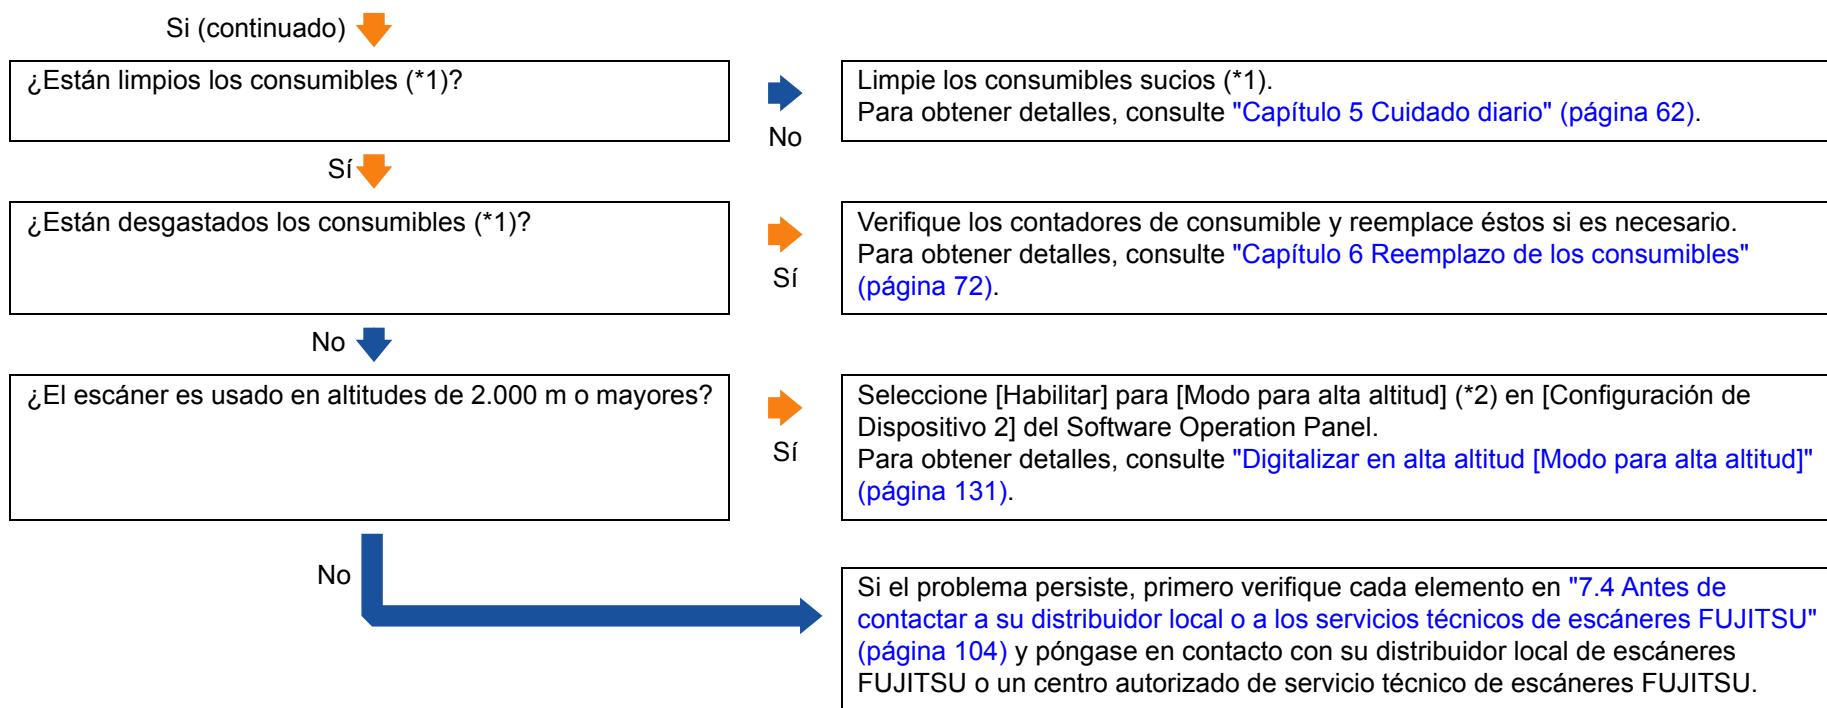 Si (continuado)
¿Están limpios los consumibles (*1)?
No
Limpie los consumibles sucios (*1).
Para obtener detalles, consulte "Capítulo 5 Cuidado diario" (página 62).
Sí
¿Están desgastados los consumibles (*1)?
Sí
Verifique los contadores de consumible y reemplace éstos si es necesario.
Para obtener detalles, consulte "Capítulo 6 Reemplazo de los consumibles"
(página 72).
No
¿El escáner es usado en altitudes de 2.000 m o mayores?
Sí
Seleccione [Habilitar] para [Modo para alta altitud] (*2) en [Configuración de
Dispositivo 2] del Software Operation Panel.
Para obtener detalles, consulte "Digitalizar en alta altitud [Modo para alta altitud]"
(página 131).
No
Si el problema persiste, primero verifique cada elemento en "7.4 Antes de
contactar a su distribuidor local o a los servicios técnicos de escáneres FUJITSU"
(página 104) y póngase en contacto con su distribuidor local de escáneres
FUJITSU o un centro autorizado de servicio técnico de escáneres FUJITSU.